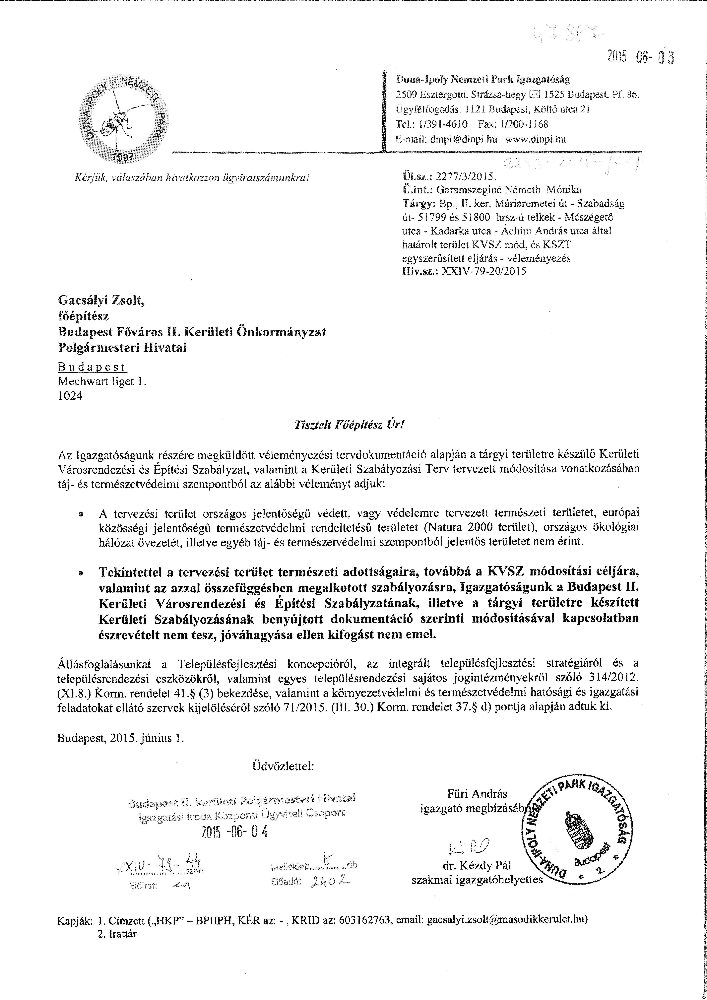 47887
2015 -06- 03
DUNA-IPOLY NEMZETI PARK
1997
Duna-Ipoly Nemzeti Park Igazgatóság
2509 Esztergom, Strázsa-hegy 1525 Budapest, Pf. 86.
Ügyfélfogadás: 1121 Budapest, Költő utca 21.
Tel.: 1/391-4610 Fax: 1/200-1168
E-mail: dinpi@dinpi.hu www.dinpi.hu
Kérjük, válaszában hivatkozzon ügyiratszámunkra!
Üi.sz.: 2277/3/2015.
Ü.int.: Garamszeginé Németh Mónika
Tárgy: Bp., II. ker. Máriaremetei út - Szabadság
út- 51799 és 51800 hrsz-ú telkek - Mészégető
utca - Kadarka utca - Áchim András utca által
határolt terület KVSZ mód, és KSZT
egyszerűsített eljárás - véleményezés
Hiv.sz.: XXIV-79-20/2015
Gacsályi Zsolt,
főépítész
Budapest Főváros II. Kerületi Önkormányzat
Polgármesteri Hivatal
Budapest
Mechwart liget 1.
1024
Tisztelt Főépítész Úr!
Az Igazgatóságunk részére megküldött véleményezési tervdokumentáció alapján a tárgyi területre készülő Kerületi
Városrendezési és Építési Szabályzat, valamint a Kerületi Szabályozási Terv tervezett módosítása vonatkozásában
táj- és természetvédelmi szempontból az alábbi véleményt adjuk:
• A tervezési terület országos jelentőségű védett, vagy védelemre tervezett természeti területet, európai
közösségi jelentőségű természetvédelmi rendeltetésű területet (Natura 2000 terület), országos ökológiai
hálózat övezetét, illetve egyéb táj- és természetvédelmi szempontból jelentős területet nem érint.
• Tekintettel a tervezési terület természeti adottságaira, továbbá a KVSZ módosítási céljára,
valamint az azzal összefüggésben megalkotott szabályozásra, Igazgatóságunk a Budapest II.
Kerületi Városrendezési és Építési Szabályzatának, illetve a tárgyi területre készített
Kerületi Szabályozásának benyújtott dokumentáció szerinti módosításával kapcsolatban
észrevételt nem tesz, jóváhagyása ellen kifogást nem emel.
Állásfoglalásunkat a Településfejlesztési koncepcióról, az integrált településfejlesztési stratégiáról és a
településrendezési eszközökről, valamint egyes településrendezési sajátos jogintézményekről szóló 314/2012.
(XI.8.) Korm. rendelet 41.§ (3) bekezdése, valamint a környezetvédelmi és természetvédelmi hatósági és igazgatási
feladatokat ellátó szervek kijelöléséről szóló 71/2015. (III. 30.) Korm. rendelet 37.§ d) pontja alapján adtuk ki.
Budapest, 2015. június 1.
Üdvözlettel:
Budapest II. kerületi Polgármesteri Hivatal
Igazgatási Iroda Központi Ügyviteli Csoport
2015 -06- 04
XXIV-79-44 szám
Melléklet:..............db
Előirat: ea
Előadó: 2402
Füri András
igazgató megbízásából
dr. Kézdy Pál
szakmai igazgatóhelyettes
DUNA-IPOLY NEMZETI PARK IGAZGATÓSÁG
Budapest
* 2. *
Kapják: 1. Címzett („HKP” – BPIIPH, KÉR az: - , KRID az: 603162763, email: gacsalyi.zsolt@masodikkerulet.hu)
2. Irattár